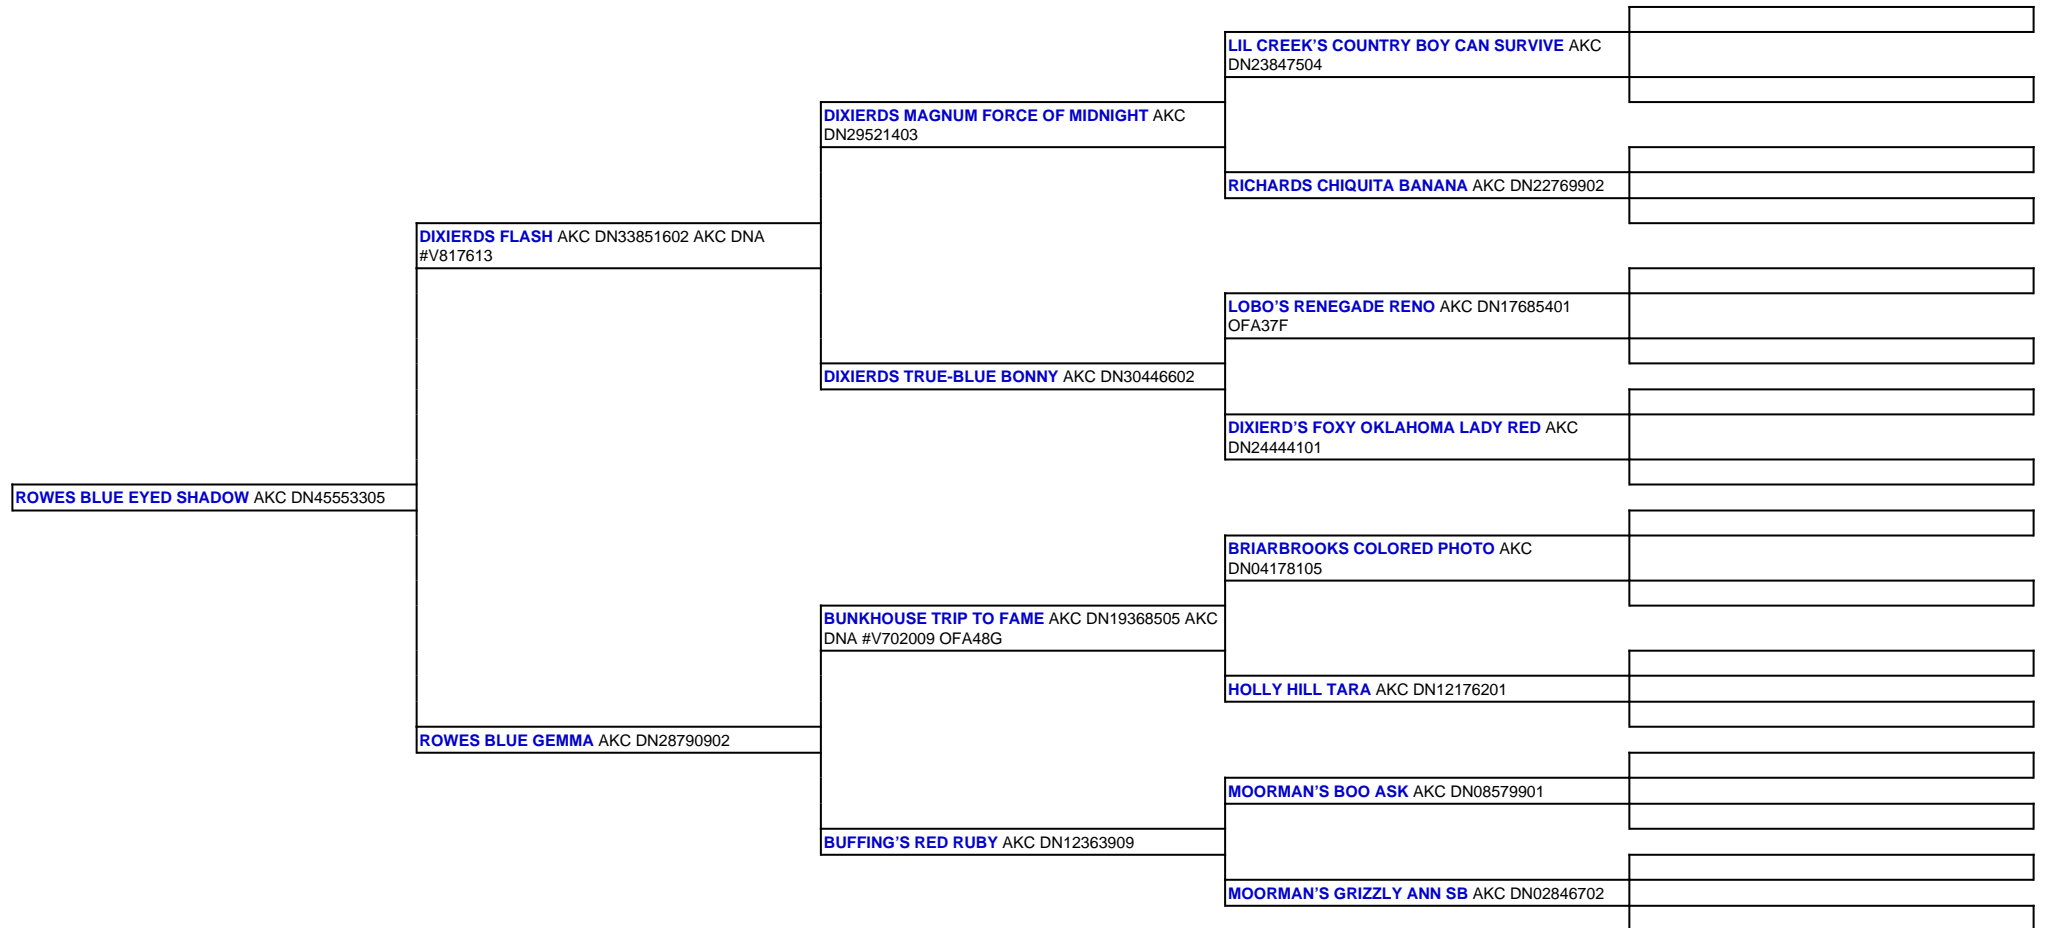 LIL CREEK’S COUNTRY BOY CAN SURVIVE AKC
DN23847504
DIXIERDS MAGNUM FORCE OF MIDNIGHT AKC
DN29521403
RICHARDS CHIQUITA BANANA AKC DN22769902
DIXIERDS FLASH AKC DN33851602 AKC DNA
#V817613
LOBO’S RENEGADE RENO AKC DN17685401
OFA37F
DIXIERDS TRUE-BLUE BONNY AKC DN30446602
DIXIERD’S FOXY OKLAHOMA LADY RED AKC
DN24444101
ROWES BLUE EYED SHADOW AKC DN45553305
BRIARBROOKS COLORED PHOTO AKC
DN04178105
BUNKHOUSE TRIP TO FAME AKC DN19368505 AKC
DNA #V702009 OFA48G
HOLLY HILL TARA AKC DN12176201
ROWES BLUE GEMMA AKC DN28790902
MOORMAN’S BOO ASK AKC DN08579901
BUFFING’S RED RUBY AKC DN12363909
MOORMAN’S GRIZZLY ANN SB AKC DN02846702